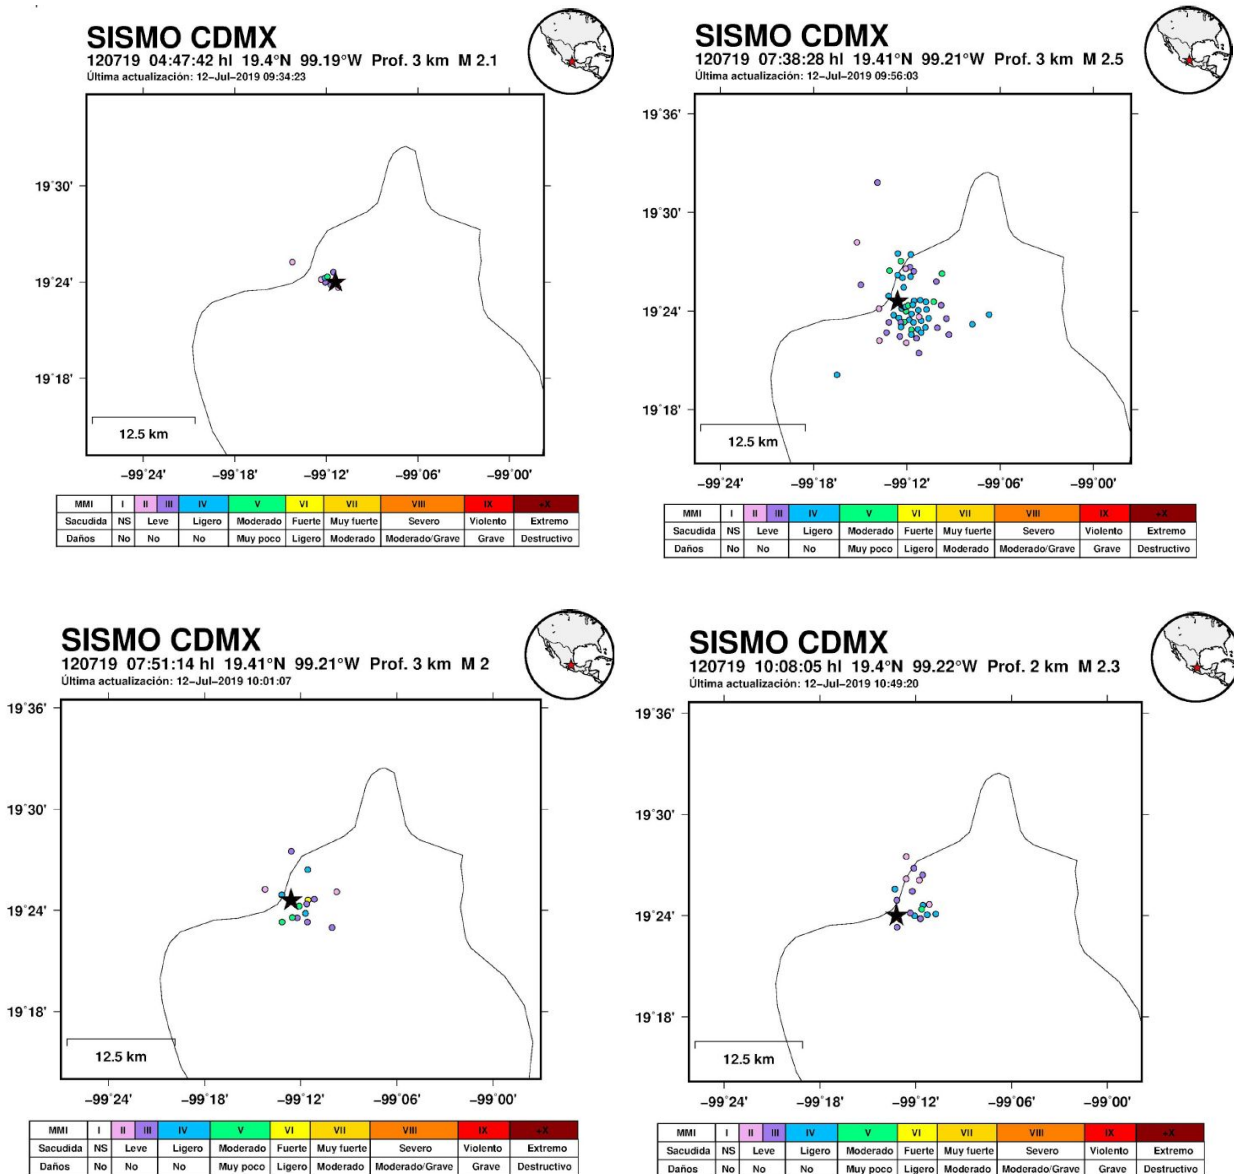 SISMO CDMX
120719 04:47:42 hl 19.4°N 99.19°W Prof. 3 km M 2.1
Última actualización: 12-Jul-2019 09:34:23
19°30'
19°24'
19°18'
12.5 km
-99°24' -99°18' -99°12' -99°06' -99°00'
MMI I II III IV V VI VII VIII IX +X
Sacudida NS Leve Ligero Moderado Fuerte Muy fuerte Severo Violento Extremo
Daños No No No Muy poco Ligero Moderado Moderado/Grave Grave Destructivo
SISMO CDMX
120719 07:38:28 hl 19.41°N 99.21°W Prof. 3 km M 2.5
Última actualización: 12-Jul-2019 09:56:03
19°36'
19°30'
19°24'
19°18'
12.5 km
-99°24' -99°18' -99°12' -99°06' -99°00'
MMI I II III IV V VI VII VIII IX +X
Sacudida NS Leve Ligero Moderado Fuerte Muy fuerte Severo Violento Extremo
Daños No No No Muy poco Ligero Moderado Moderado/Grave Grave Destructivo
SISMO CDMX
120719 07:51:14 hl 19.41°N 99.21°W Prof. 3 km M 2
Última actualización: 12-Jul-2019 10:01:07
19°36'
19°30'
19°24'
19°18'
12.5 km
-99°24' -99°18' -99°12' -99°06' -99°00'
MMI I II III IV V VI VII VIII IX +X
Sacudida NS Leve Ligero Moderado Fuerte Muy fuerte Severo Violento Extremo
Daños No No No Muy poco Ligero Moderado Moderado/Grave Grave Destructivo
SISMO CDMX
120719 10:08:05 hl 19.4°N 99.22°W Prof. 2 km M 2.3
Última actualización: 12-Jul-2019 10:49:20
19°36'
19°30'
19°24'
19°18'
12.5 km
-99°24' -99°18' -99°12' -99°06' -99°00'
MMI I II III IV V VI VII VIII IX +X
Sacudida NS Leve Ligero Moderado Fuerte Muy fuerte Severo Violento Extremo
Daños No No No Muy poco Ligero Moderado Moderado/Grave Grave Destructivo